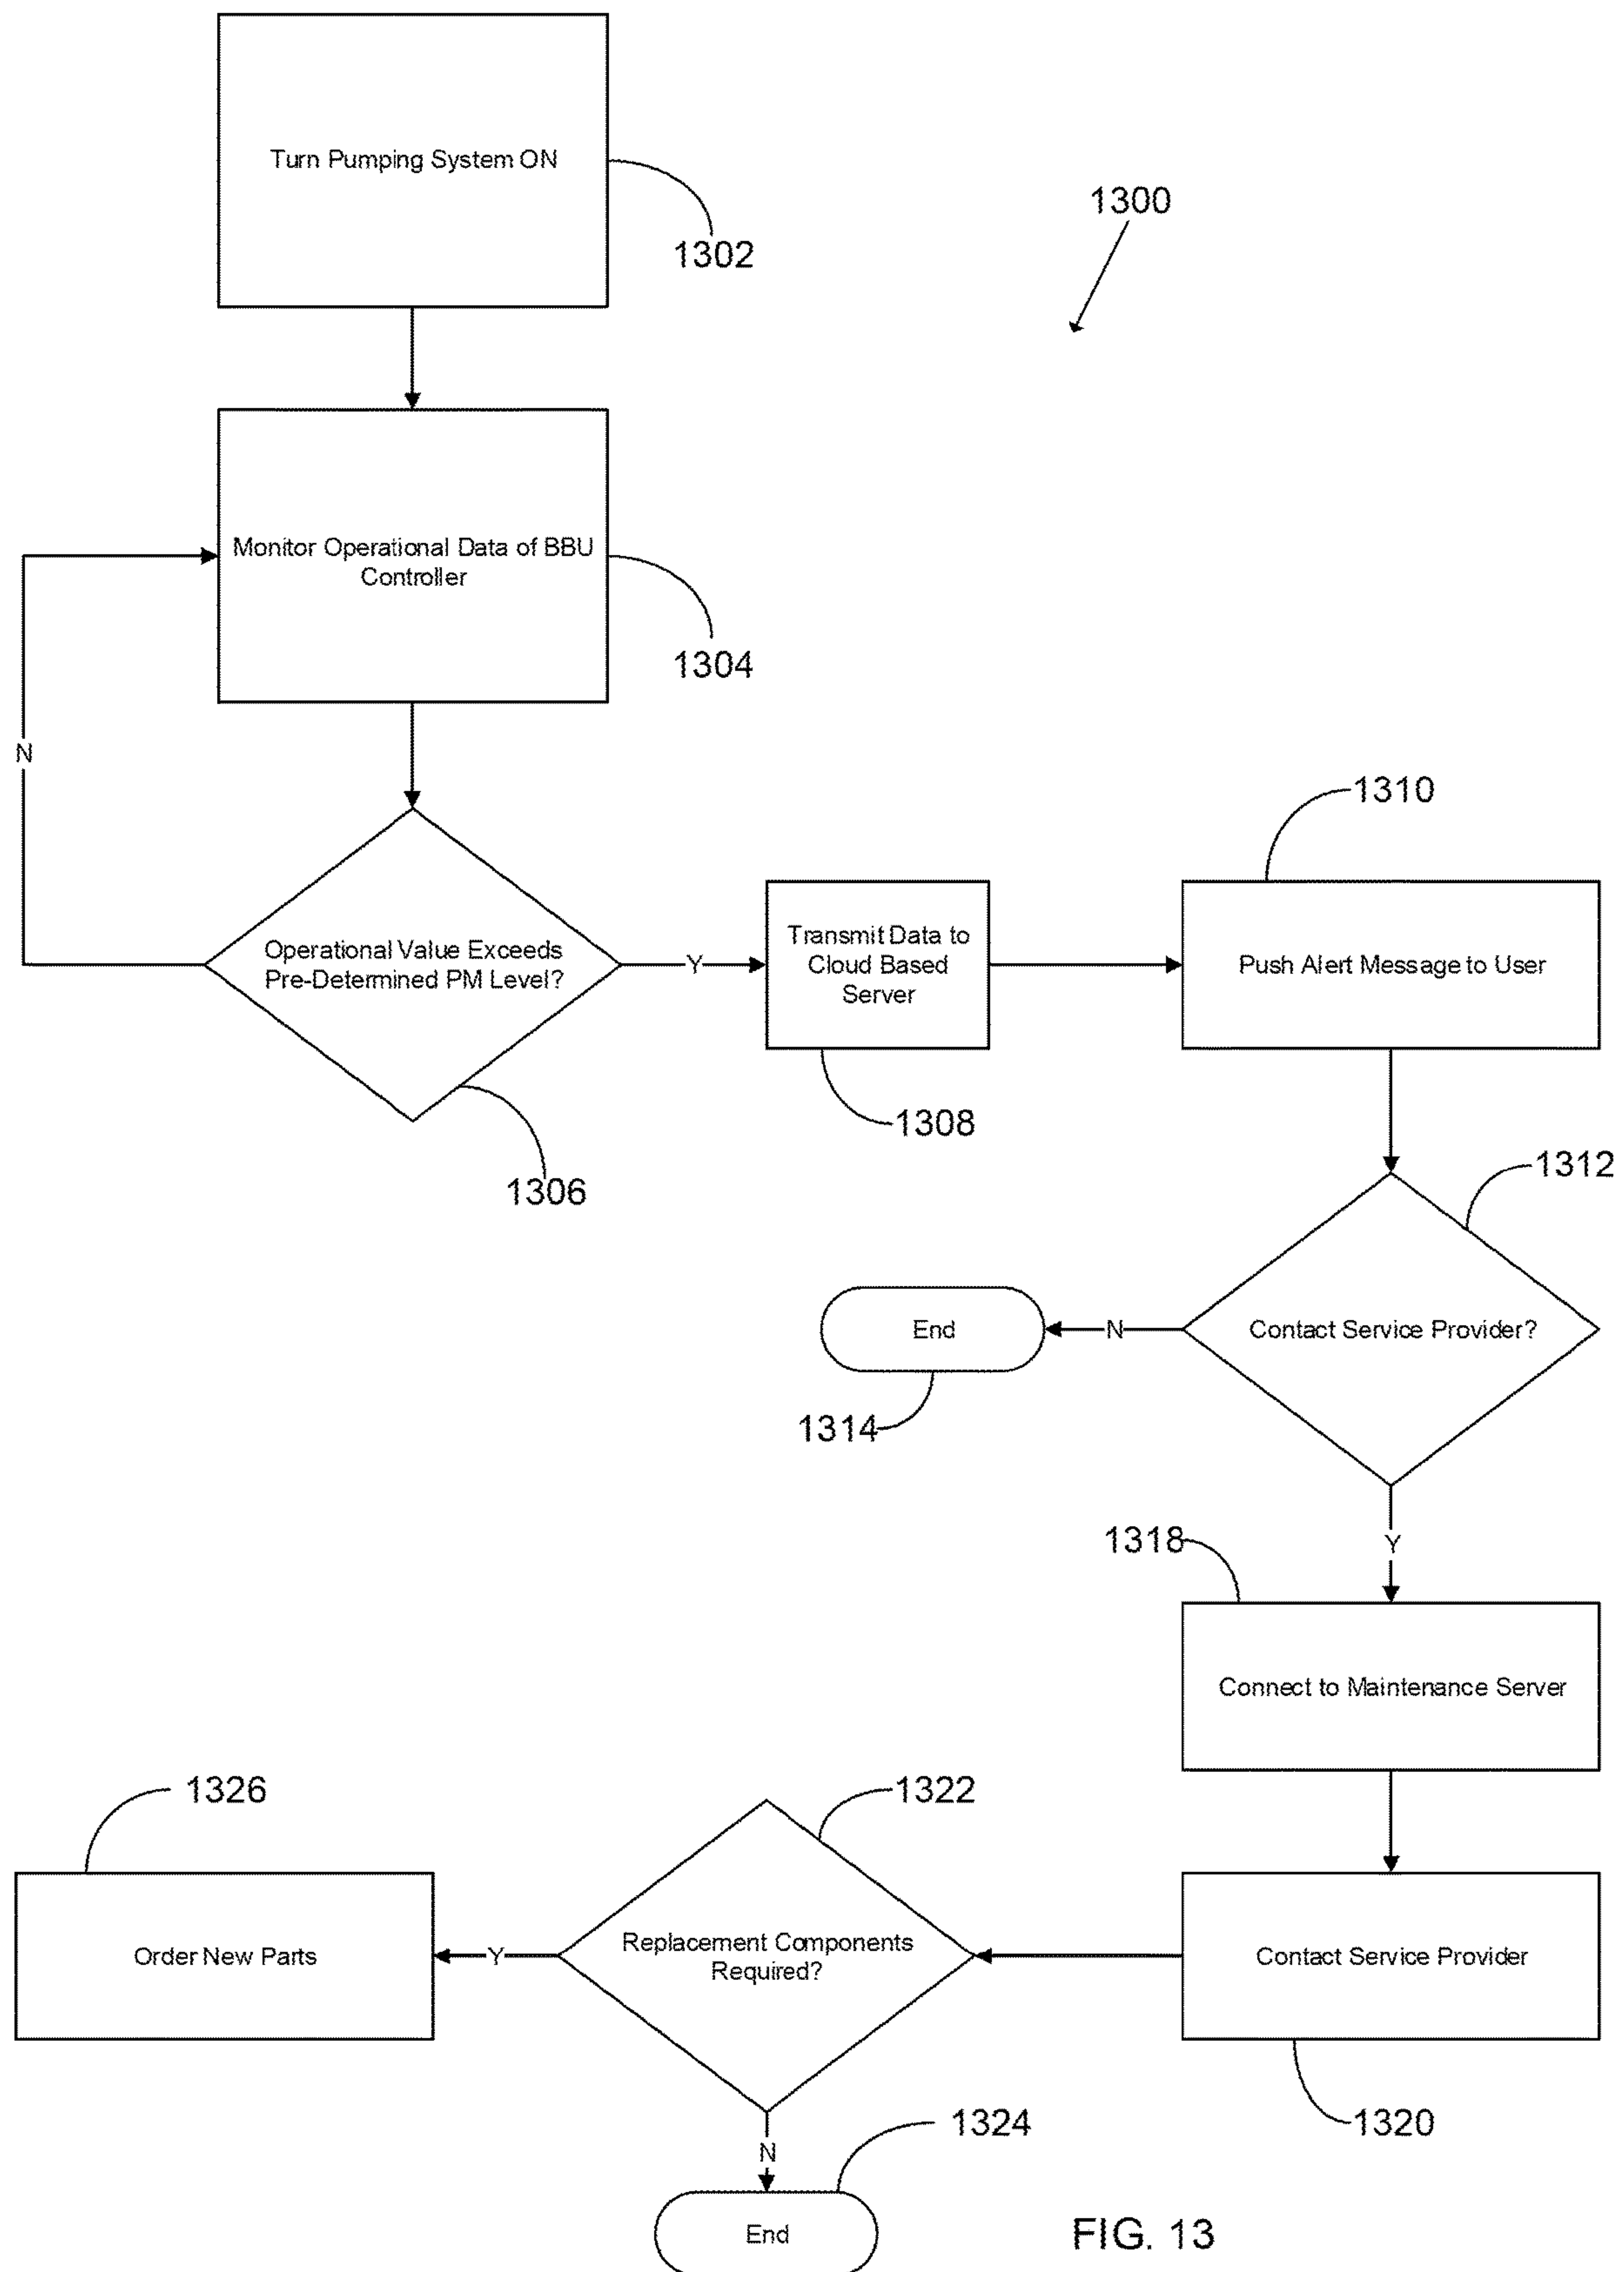 Turn Pumping System ON
1302
1300
Monitor Operational Data of BBU
Controller
1304
N
Operational Value Exceeds
Pre-Determined PM Level?
1306
Y
Transmit Data to
Cloud Based
Server
1308
1310
Push Alert Message to User
1312
Contact Service Provider?
N
End
1314
Y
1318
Connect to Maintenance Server
Contact Service Provider
1320
1322
Replacement Components
Required?
Y
1326
Order New Parts
N
1324
End
FIG. 13